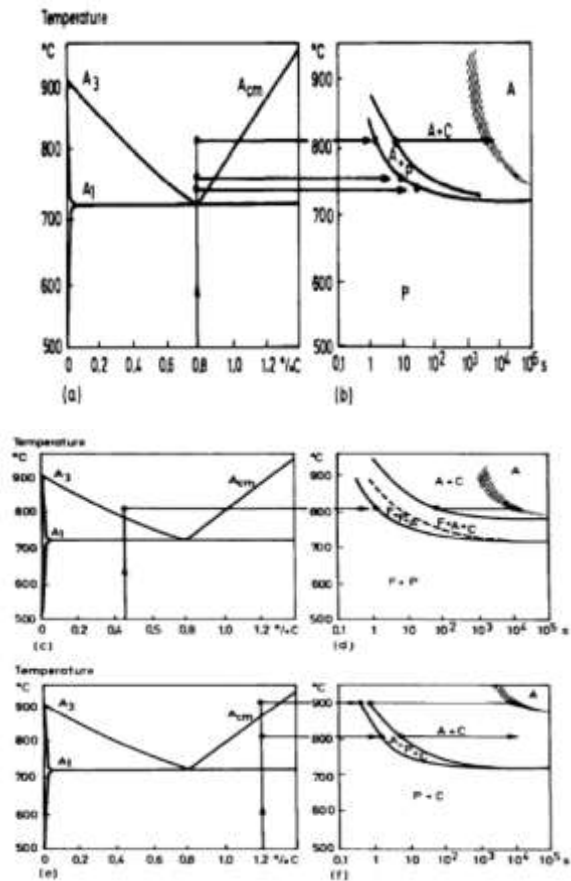 Temperature
°C
A3
Acm
900
800
A1
700
600
500
0 0,2 0,4 0,6 0,8 1,0 1,2 %C
(a)
°C
A
A+C
A+P
900
800
700
P
600
500
0.1 1 10 10² 10³ 10⁴ 10⁵ s
(b)
Temperature
°C
A3
Acm
900
800
A1
700
600
500
0 0.2 0.4 0.6 0.8 1.0 1.2 %C
(c)
°C
A
A+C
900
800
F+A+C
700
F+P
600
500
0.1 1 10 10² 10³ 10⁴ 10⁵ s
(d)
Temperature
°C
A3
Acm
900
800
A1
700
600
500
0 0.2 0.4 0.6 0.8 1.0 1.2 %C
(e)
°C
A
900
A+C
800
700
P+C
600
500
0.1 1 10 10² 10³ 10⁴ 10⁵ s
(f)